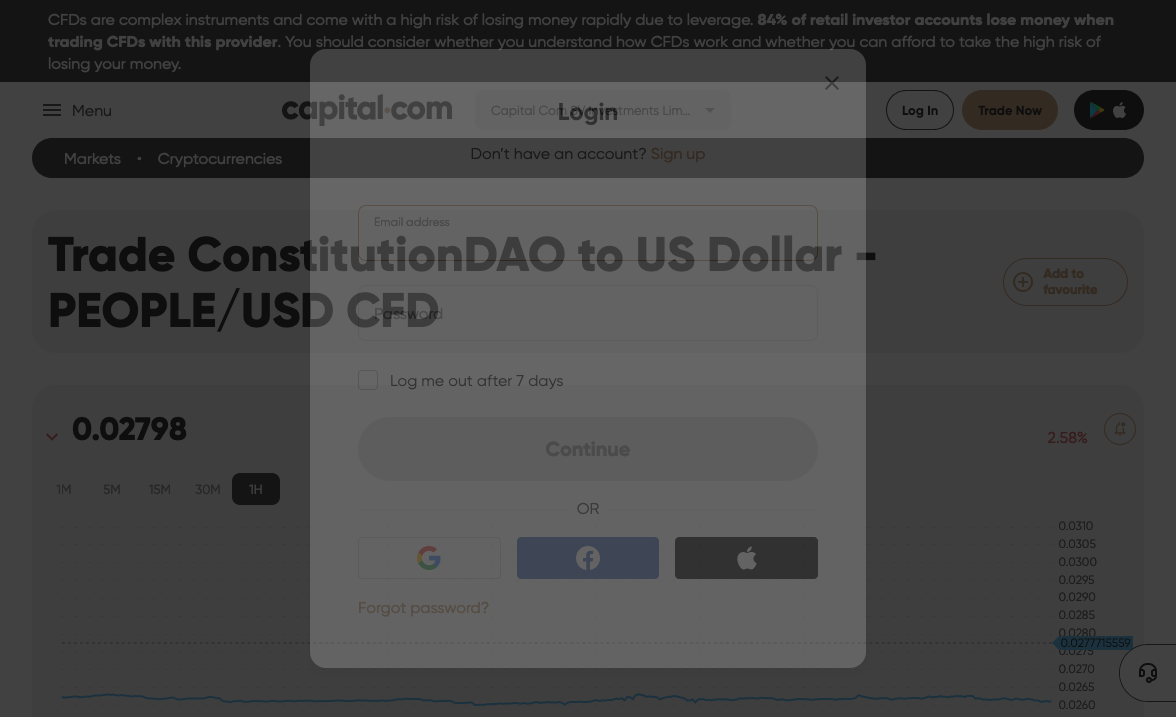 CFDs are complex instruments and come with a high risk of losing money rapidly due to leverage. 84% of retail investor accounts lose money when
trading CFDs with this provider. You should consider whether you understand how CFDs work and whether you can afford to take the high risk of
losing your money.
Menu
capital.com
Capital Com SV Investments Lim...
Log In
Trade Now
Login
Markets • Cryptocurrencies
Don't have an account? Sign up
Email address
Trade ConstitutionDAO to US Dollar -
PEOPLE/USD CFD
Add to
favourite
Password
Log me out after 7 days
0.02798
2.58%
Continue
1M
5M
15M
30M
1H
OR
Forgot password?
0.0310
0.0305
0.0300
0.0295
0.0290
0.0285
0.0280
0.0277715559
0.0275
0.0270
0.0265
0.0260